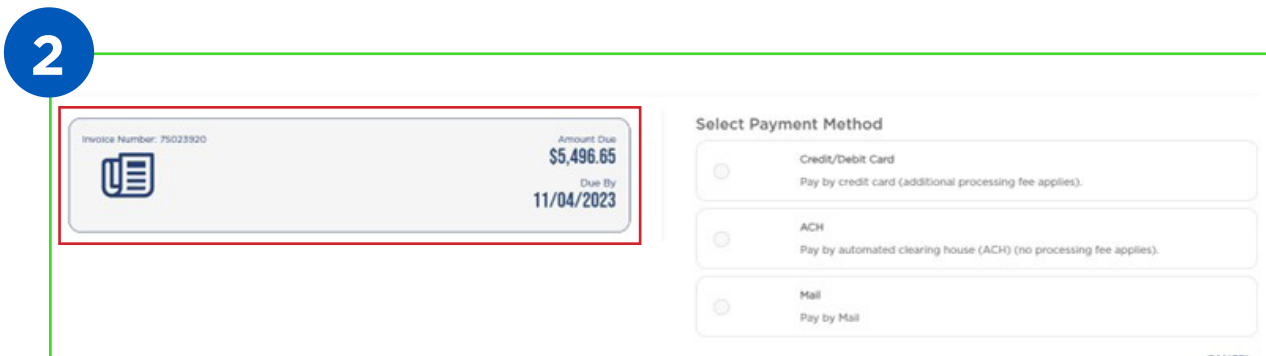 2
Invoice Number: 75023920
Amount Due
$5,496.65
Due By
11/04/2023
Select Payment Method
Credit/Debit Card
Pay by credit card (additional processing fee applies).
ACH
Pay by automated clearing house (ACH) (no processing fee applies).
Mail
Pay by Mail